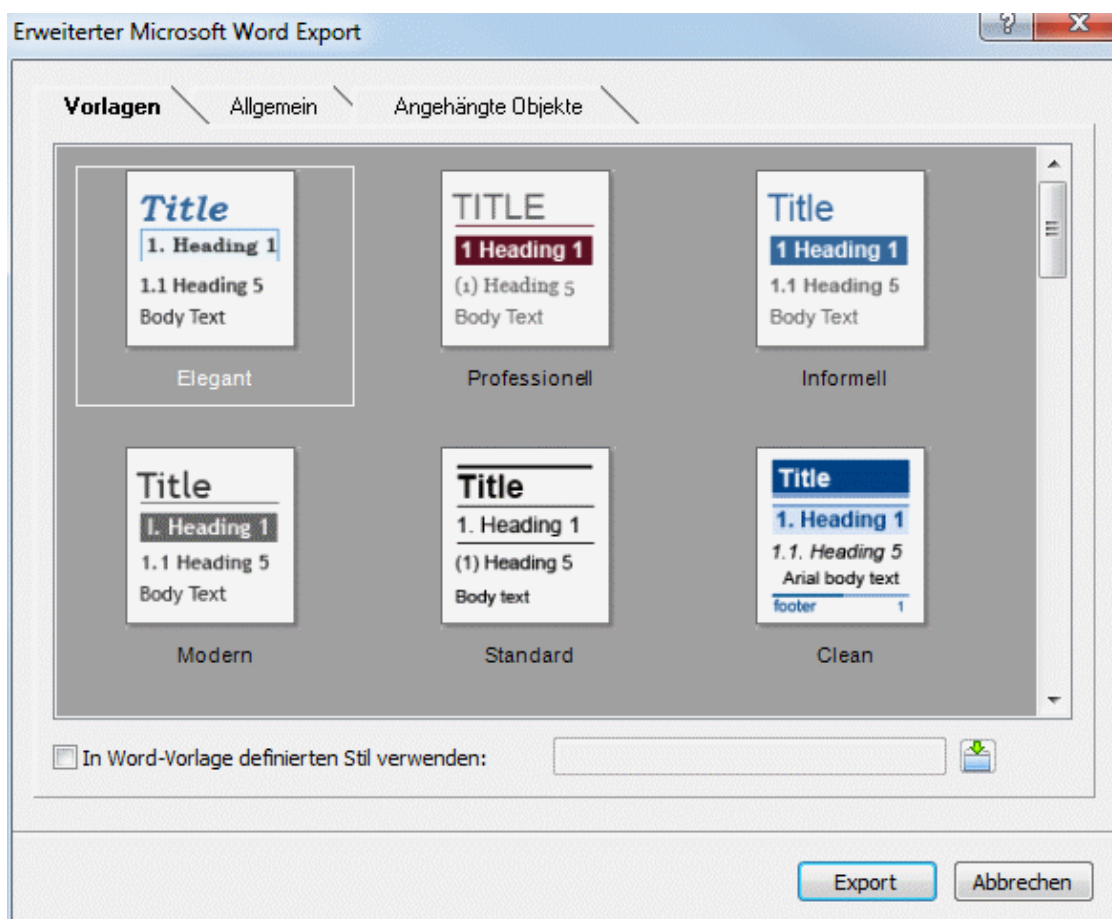 Erweiterter Microsoft Word Export
? X
Vorlagen Allgemein Angehängte Objekte
Title
1. Heading 1
1.1 Heading 5
Body Text
Elegant
TITLE
1 Heading 1
(1) Heading 5
Body Text
Professionell
Title
1 Heading 1
1.1 Heading 5
Body Text
Informell
Title
I. Heading 1
1.1 Heading 5
Body Text
Modern
Title
1. Heading 1
(1) Heading 5
Body text
Standard
Title
1. Heading 1
1.1. Heading 5
Arial body text
footer 1
Clean
In Word-Vorlage definierten Stil verwenden:
Export Abbrechen